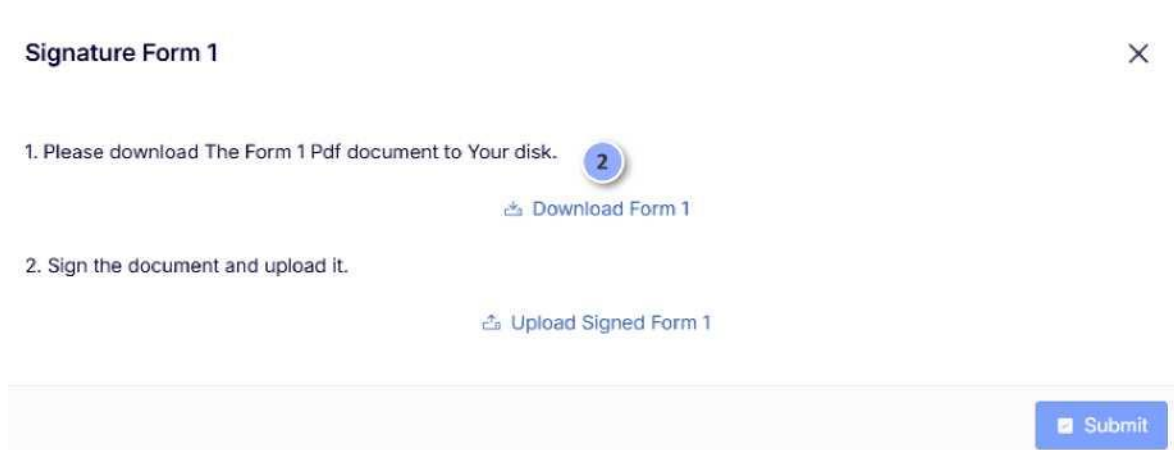 Signature Form 1
1. Please download The Form 1 Pdf document to Your disk.
2
Download Form 1
2. Sign the document and upload it.
Upload Signed Form 1
Submit